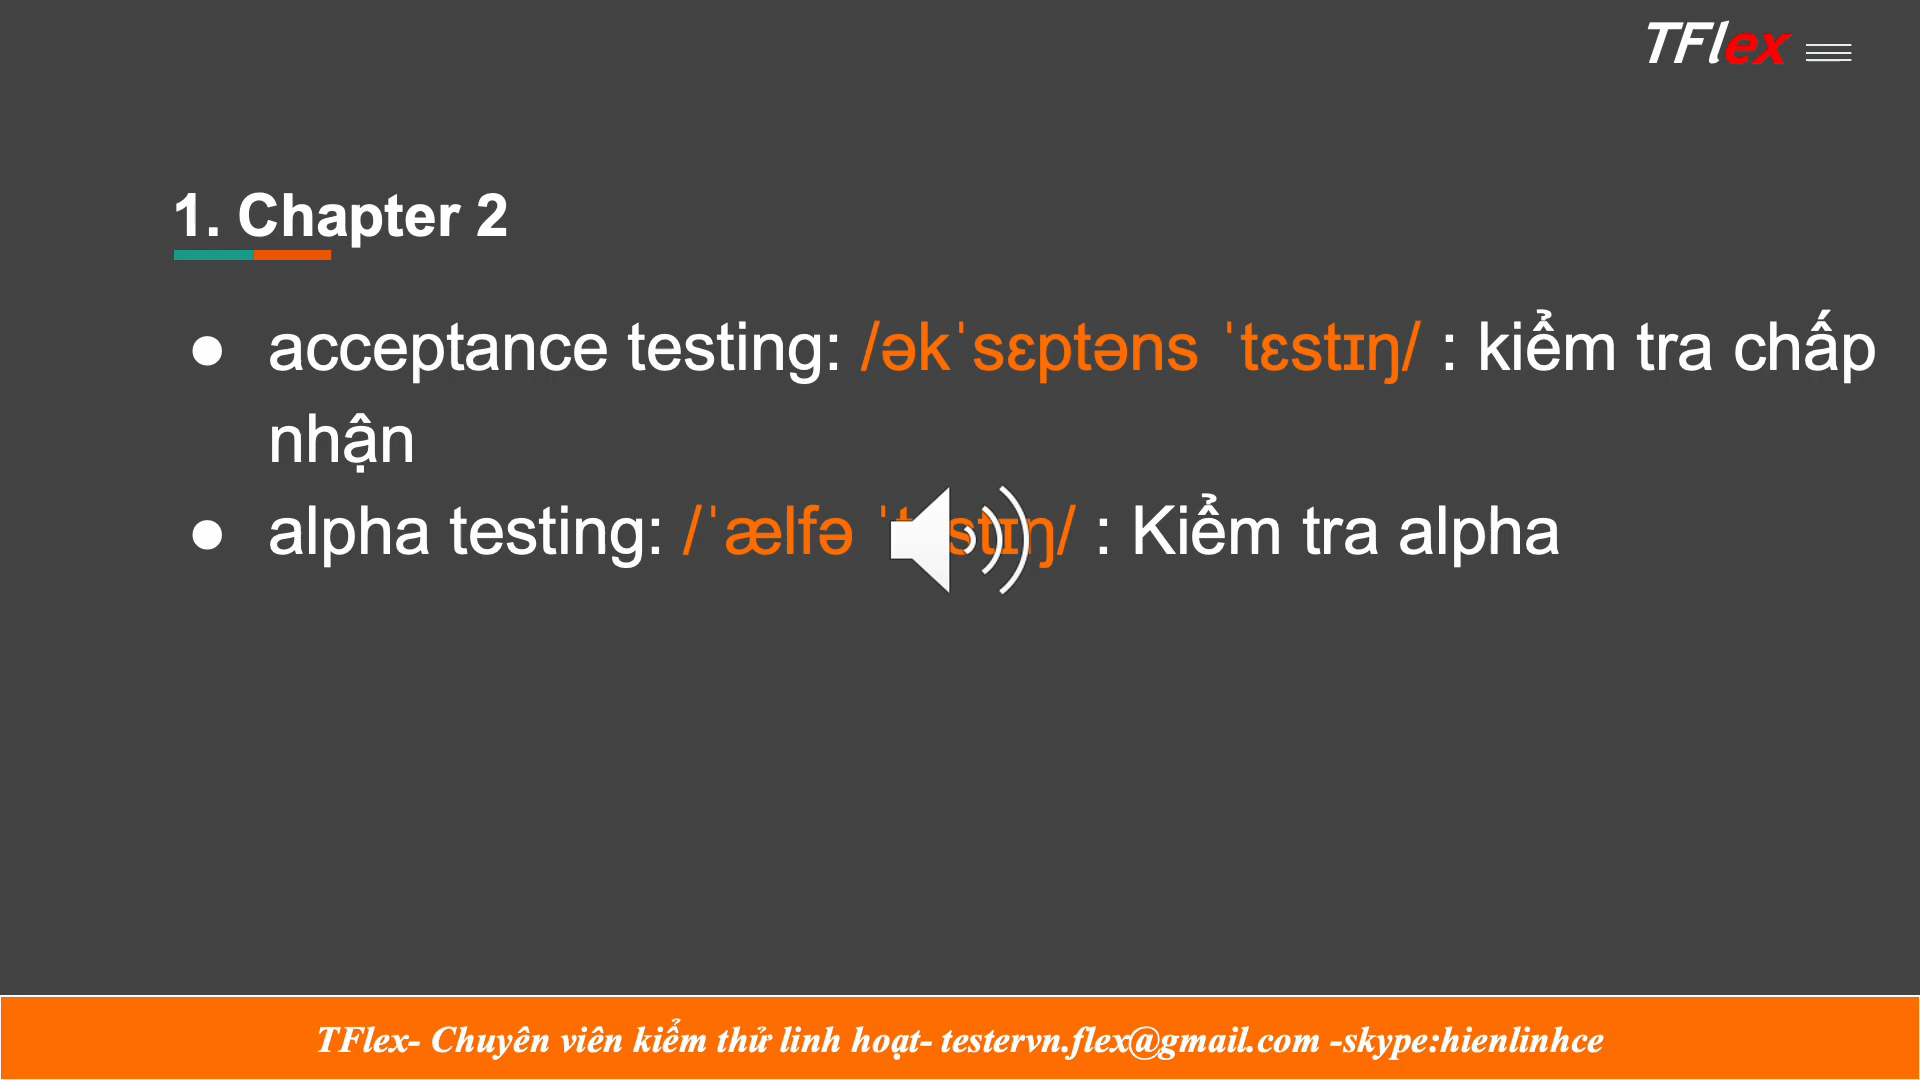 TFlex
1. Chapter 2
● acceptance testing: /əkˈsɛptəns ˈtɛstɪŋ/ : kiểm tra chấp
nhận
● alpha testing: /ˈælfə stɪŋ/ : Kiểm tra alpha
TFlex- Chuyên viên kiểm thử linh hoạt- testervn.flex@gmail.com -skype:hienlinhce